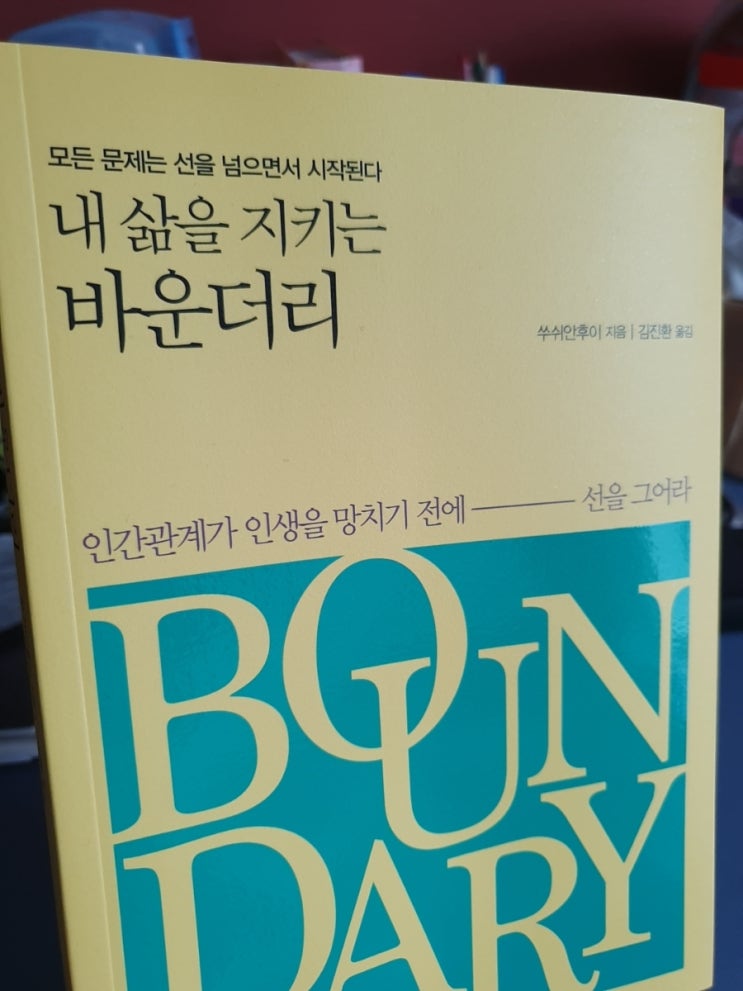 모든 문제는 선을 넘으면서 시작된다
내 삶을 지키는
바운더리
쑤쉬안후이 지음 | 김진환 옮김
인간관계가 인생을 망치기 전에 ─── 선을 그어라
BOUN
DARY